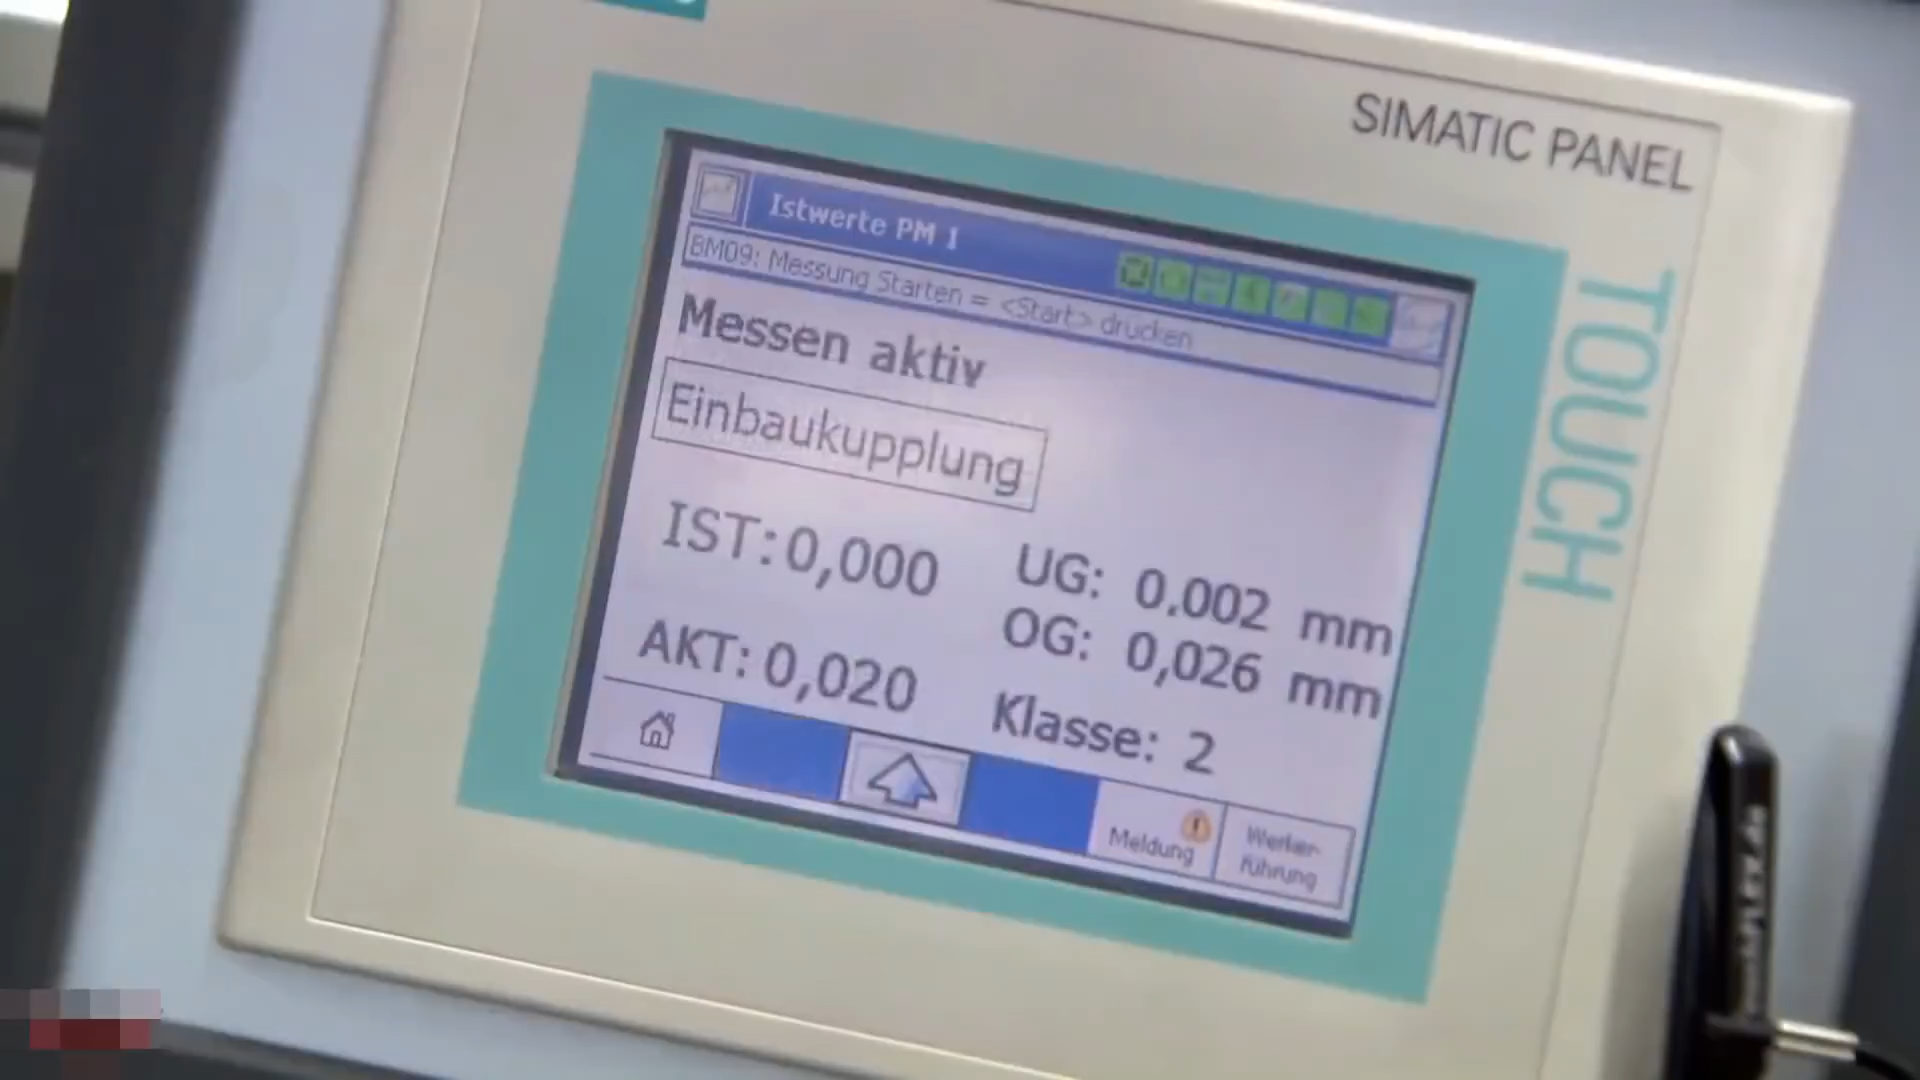 SIMATIC PANEL
TOUCH
Istwerte PM 1
BM09: Messung Starten = <Start> drücken
Messen aktiv
Einbaukupplung
IST: 0,000
UG: 0.002 mm
OG: 0,026 mm
AKT: 0,020
Klasse: 2
Meldung
Werker-
führung